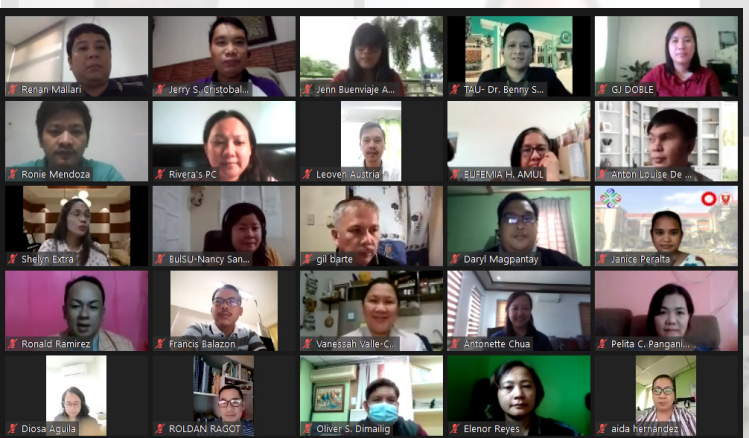 Renan Mallari
Jerry S. Cristobal...
Jenn Buenviaje A...
TAU- Dr. Benny S...
GJ DOBLE
Ronie Mendoza
Rivera's PC
Leoven Austria
EUFEMIA H. AMUL
Anton Louise De ...
Shelyn Extra
BulSU-Nancy San...
gil barte
Daryl Magpantay
Janice Peralta
Ronald Ramirez
Francis Balazon
Vanessah Valle-C...
Antonette Chua
Pelita C. Pangani...
Diosa Aguila
ROLDAN RAGOT
Oliver S. Dimailig
Elenor Reyes
aida hernandez